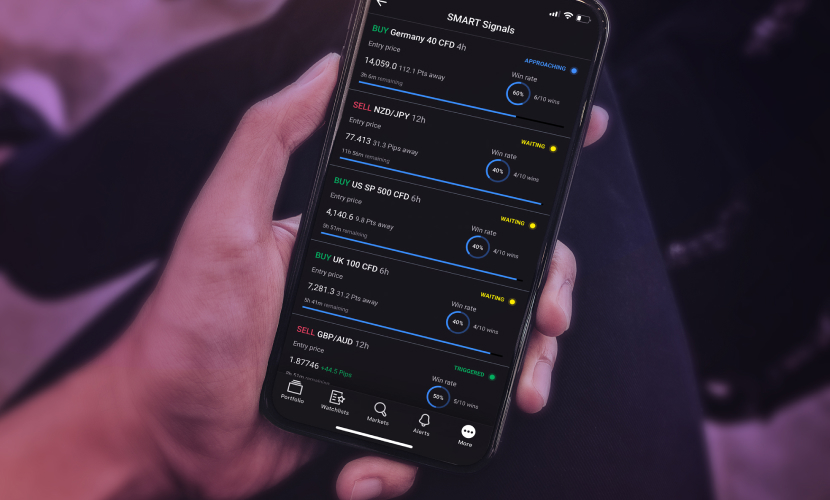 SMART Signals
BUY Germany 40 CFD 4h
APPROACHING
Entry price
Win rate
14,059.0 112.1 Pts away
60% 6/10 wins
3h 6m remaining
SELL NZD/JPY 12h
WAITING
Entry price
Win rate
77.413 31.3 Pips away
40% 4/10 wins
11h 56m remaining
BUY US SP 500 CFD 6h
WAITING
Entry price
Win rate
4,140.6 9.8 Pts away
40% 4/10 wins
5h 51m remaining
BUY UK 100 CFD 6h
WAITING
Entry price
Win rate
7,281.3 31.2 Pts away
40% 4/10 wins
5h 41m remaining
SELL GBP/AUD 12h
TRIGGERED
Entry price
Win rate
1.87746 +44.5 Pips
50% 5/10 wins
remaining
Portfolio
Watchlists
Markets
Alerts
More